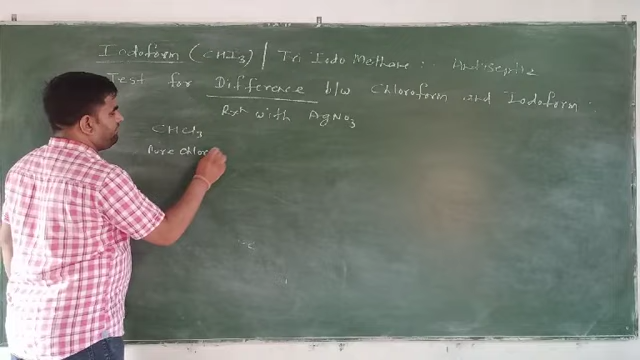 Iodoform (CHI3) | Tri Iodo Methane :- Antiseptic
Test for Difference b/w Chloroform and Iodoform.
Rxn with AgNO3
CHCl3
Pure Chlor